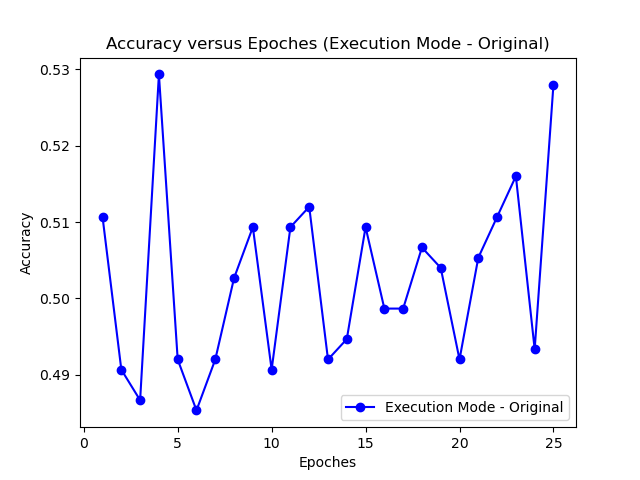 Accuracy versus Epoches (Execution Mode - Original)
0.53
0.52
0.51
0.50
0.49
Accuracy
Execution Mode - Original
0 5 10 15 20 25
Epoches